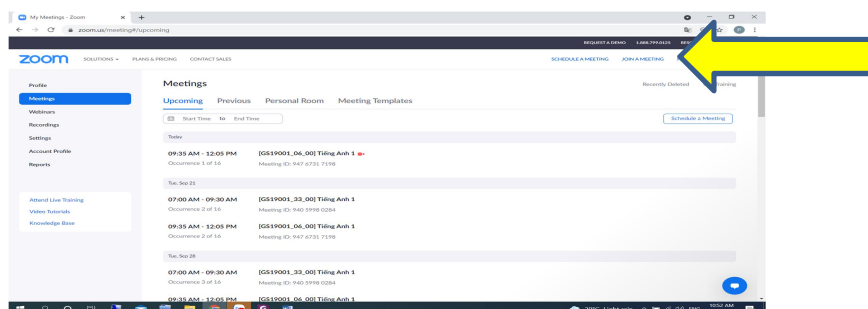 My Meetings - Zoom
zoom.us/meeting#/upcoming
REQUEST A DEMO 1.888.799.0125
zoom SOLUTIONS PLANS & PRICING CONTACT SALES SCHEDULE A MEETING JOIN A MEETING
Profile
Meetings
Webinars
Recordings
Settings
Account Profile
Reports
Attend Live Training
Video Tutorials
Knowledge Base
Meetings
Recently Deleted
Upcoming Previous Personal Room Meeting Templates
Start Time to End Time
Schedule a Meeting
Today
09:35 AM - 12:05 PM [GS19001_06_00] Tiếng Anh 1
Occurrence 1 of 16 Meeting ID: 947 6731 7198
Tue, Sep 21
07:00 AM - 09:30 AM [GS19001_33_00] Tiếng Anh 1
Occurrence 2 of 16 Meeting ID: 940 5998 0284
09:35 AM - 12:05 PM [GS19001_06_00] Tiếng Anh 1
Occurrence 2 of 16 Meeting ID: 947 6731 7198
Tue, Sep 28
07:00 AM - 09:30 AM [GS19001_33_00] Tiếng Anh 1
Occurrence 3 of 16 Meeting ID: 940 5998 0284
09:35 AM - 12:05 PM [GS19001_06_00] Tiếng Anh 1
10:52 AM